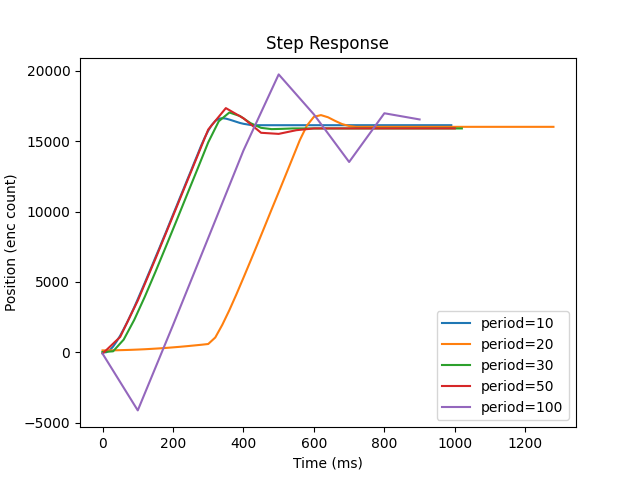 Step Response
Position (enc count)
20000
15000
10000
5000
0
−5000
0 200 400 600 800 1000 1200
Time (ms)
period=10
period=20
period=30
period=50
period=100